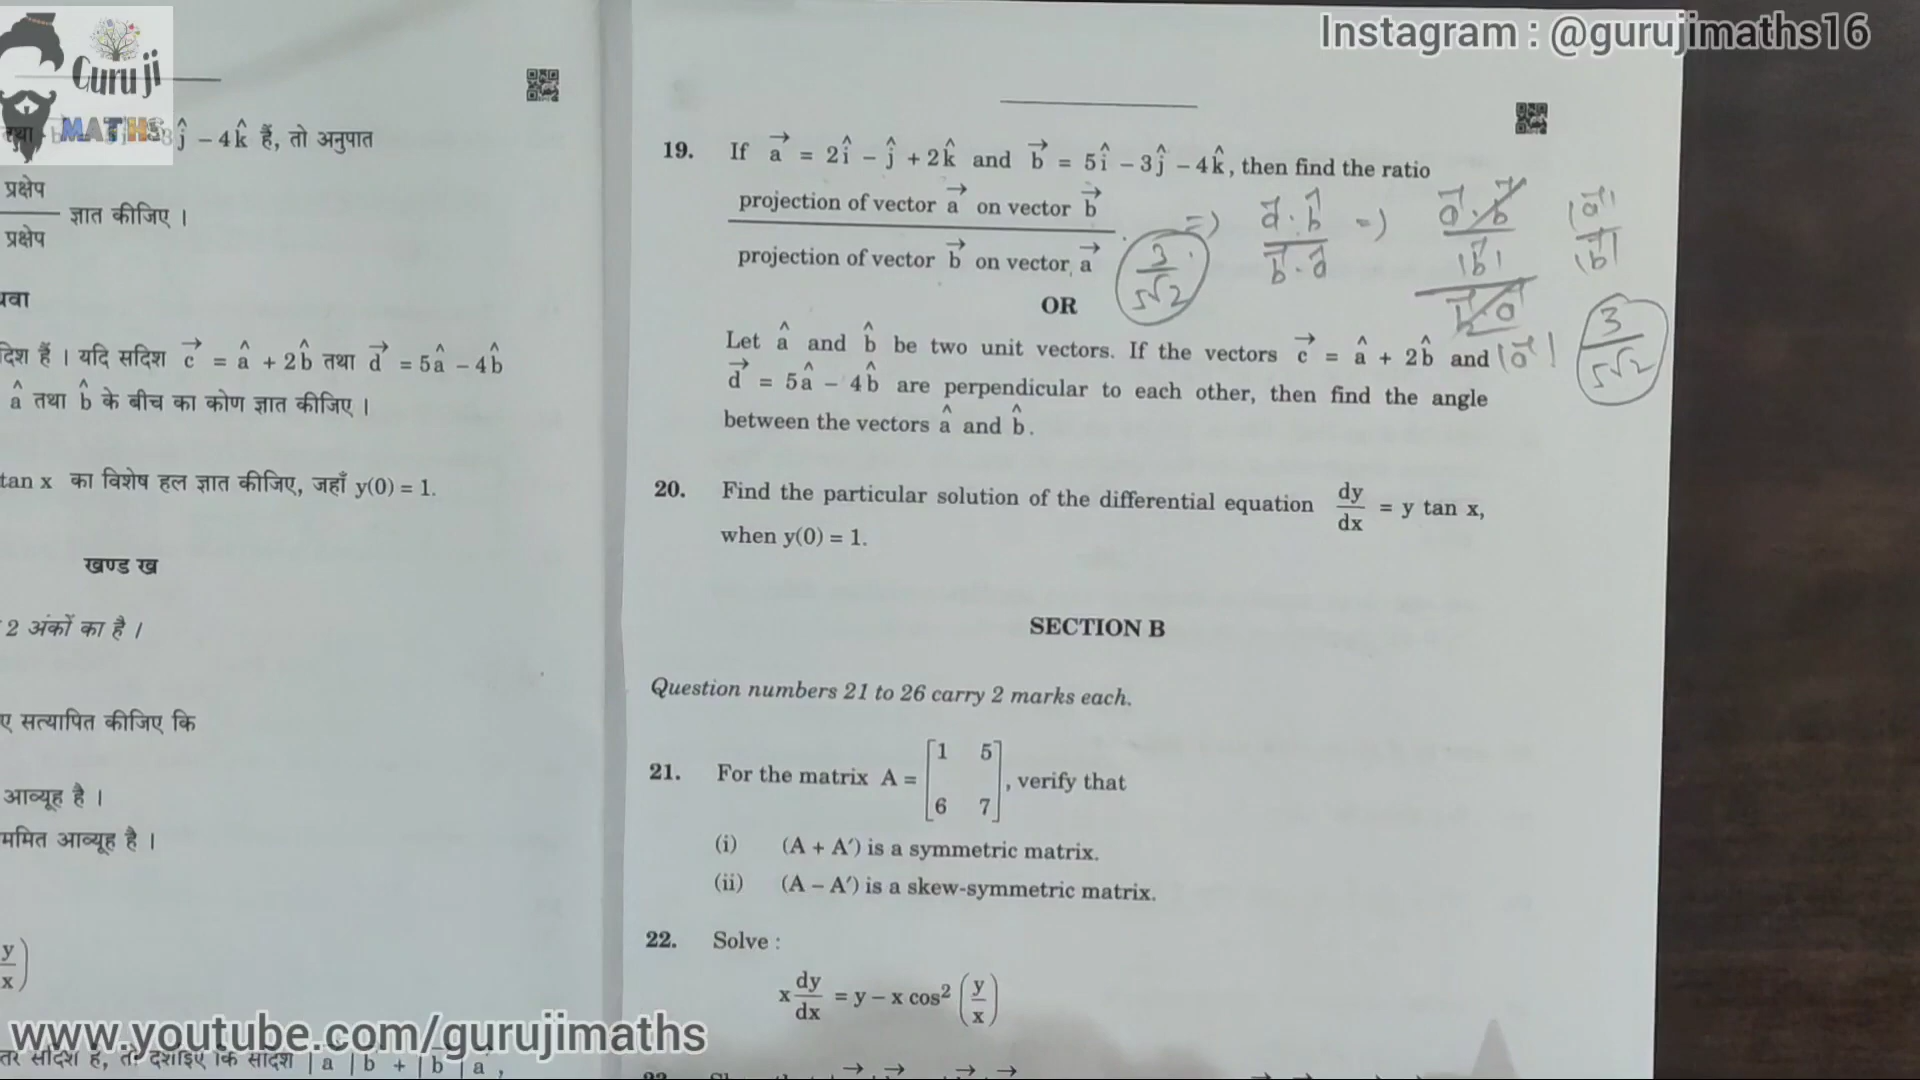 Instagram : @gurujimaths16
Guru ji
MATHS
ĵ – 4k̂ हैं, तो अनुपात
प्रक्षेप
प्रक्षेप
ज्ञात कीजिए ।
दिश हैं । यदि सदिश c⃗ = â + 2b̂ तथा d⃗ = 5â – 4b̂
â तथा b̂ के बीच का कोण ज्ञात कीजिए ।
tan x का विशेष हल ज्ञात कीजिए, जहाँ y(0) = 1.
खण्ड ख
2 अंकों का है ।
ए सत्यापित कीजिए कि
आव्यूह है ।
ममित आव्यूह है ।
y/x)
19. If a⃗ = 2î – ĵ + 2k̂ and b⃗ = 5î – 3ĵ – 4k̂, then find the ratio
projection of vector a⃗ on vector b⃗
projection of vector b⃗ on vector a⃗ .
3/5√2
=) a⃗ · b̂ / b⃗ · â =) a⃗ · b⃗ / |b⃗| / b⃗ · a⃗ / |a⃗| |a⃗| / |b⃗|
3/5√2
OR
Let â and b̂ be two unit vectors. If the vectors c⃗ = â + 2b̂ and
d⃗ = 5â – 4b̂ are perpendicular to each other, then find the angle
between the vectors â and b̂.
20. Find the particular solution of the differential equation dy/dx = y tan x,
when y(0) = 1.
SECTION B
Question numbers 21 to 26 carry 2 marks each.
21. For the matrix A = [1 5
6 7], verify that
(i) (A + A′) is a symmetric matrix.
(ii) (A – A′) is a skew-symmetric matrix.
22. Solve :
x dy/dx = y – x cos² (y/x)
www.youtube.com/gurujimaths